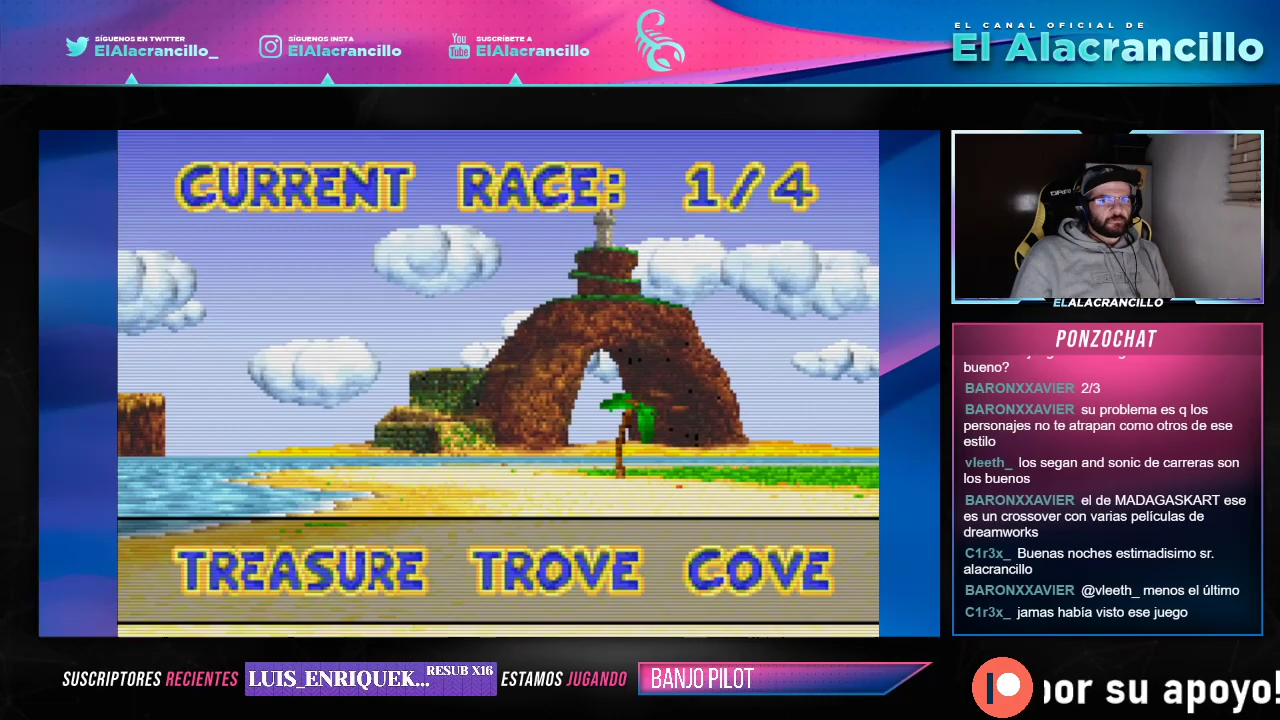 SÍGUENOS EN TWITTER
ElAlacrancillo_
SÍGUENOS INSTA
ElAlacrancillo
You
Tube
SUSCRÍBETE A
ElAlacrancillo
EL CANAL OFICIAL DE
El Alacrancillo
CURRENT RACE: 1/4
TREASURE TROVE COVE
ELALACRANCILLO
PONZOCHAT
bueno?
BARONXXAVIER 2/3
BARONXXAVIER su problema es q los
personajes no te atrapan como otros de ese
estilo
vleeth_ los segan and sonic de carreras son
los buenos
BARONXXAVIER el de MADAGASKART ese
es un crossover con varias películas de
dreamworks
C1r3x_ Buenas noches estimadisimo sr.
alacrancillo
BARONXXAVIER @vleeth_ menos el último
C1r3x_ jamas había visto ese juego
SUSCRIPTORES RECIENTES
LUIS_ENRIQUEK... RESUB X16
ESTAMOS JUGANDO
BANJO PILOT
por su apoyo!